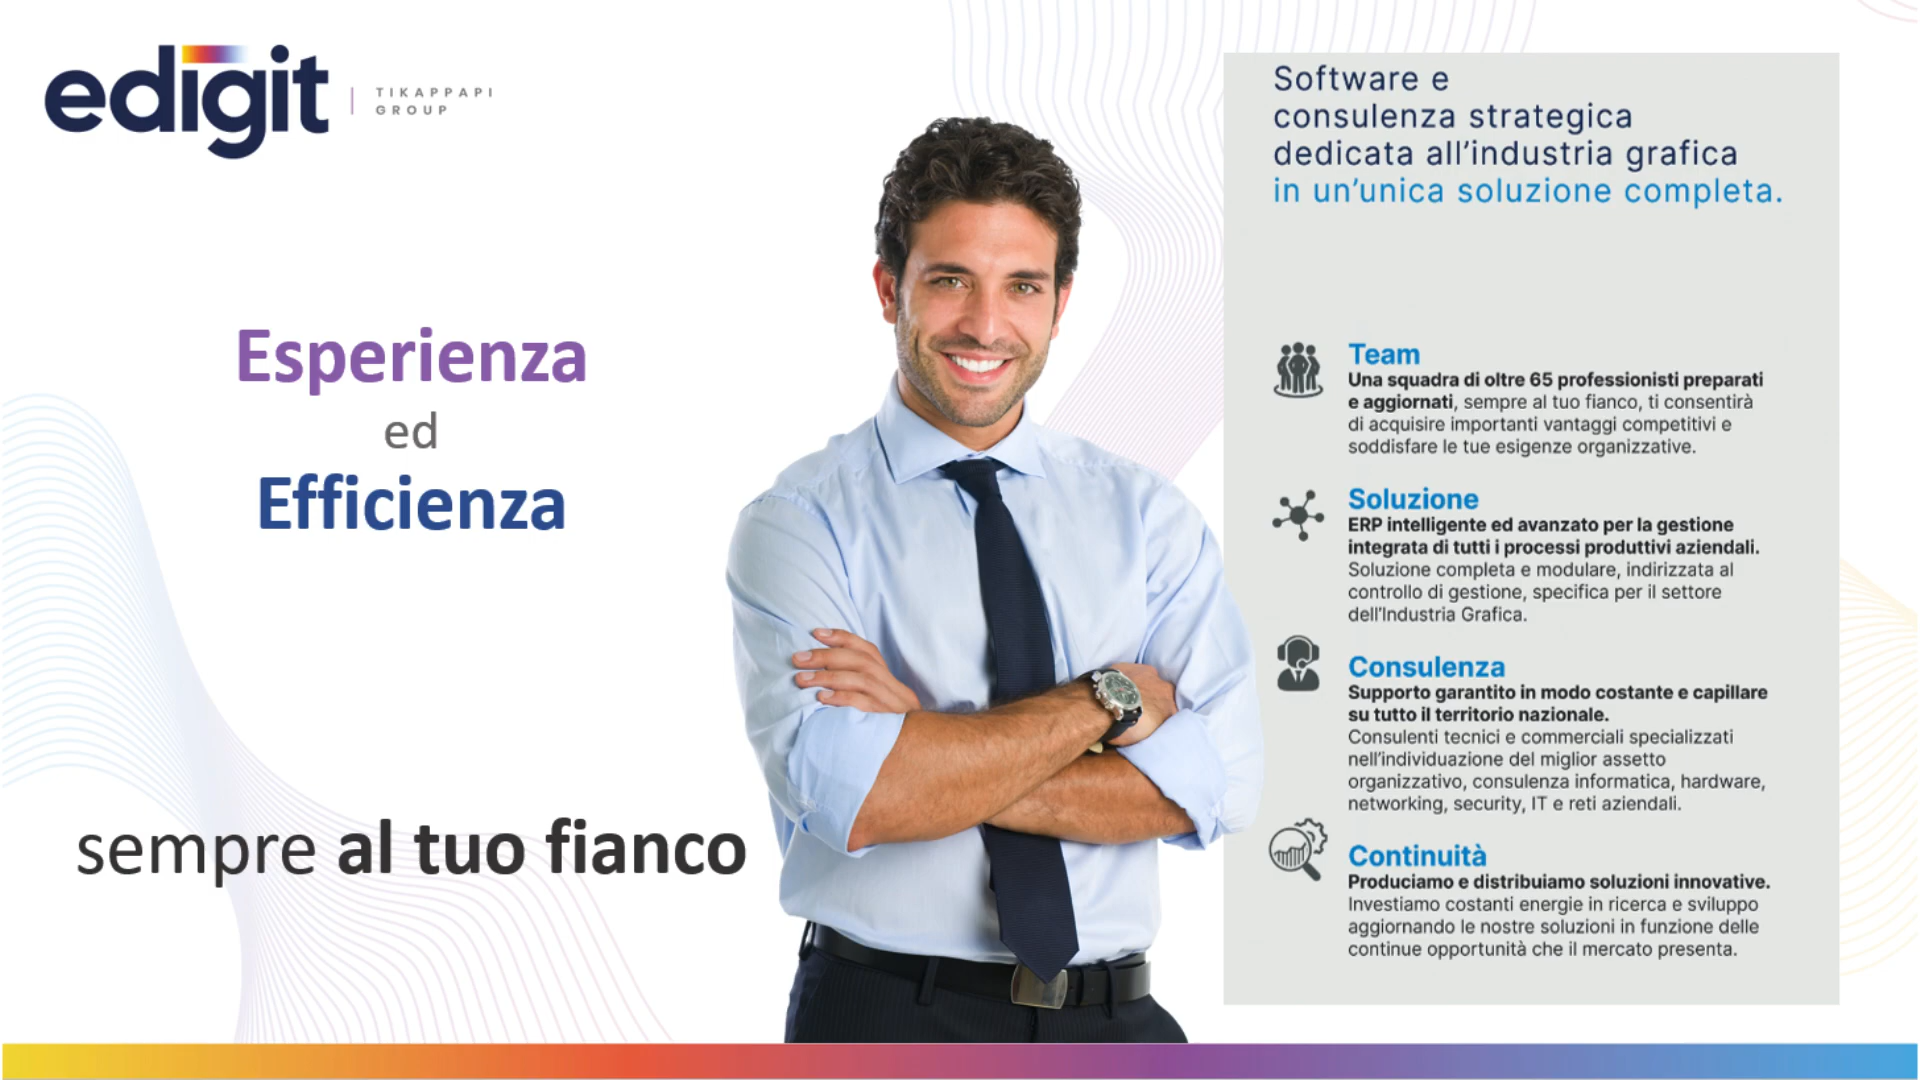 edigit
TIKAPPAPI
GROUP
Esperienza
ed
Efficienza
sempre al tuo fianco
Software e
consulenza strategica
dedicata all'industria grafica
in un'unica soluzione completa.
Team
Una squadra di oltre 65 professionisti preparati
e aggiornati, sempre al tuo fianco, ti consentirà
di acquisire importanti vantaggi competitivi e
soddisfare le tue esigenze organizzative.
Soluzione
ERP intelligente ed avanzato per la gestione
integrata di tutti i processi produttivi aziendali.
Soluzione completa e modulare, indirizzata al
controllo di gestione, specifica per il settore
dell'Industria Grafica.
Consulenza
Supporto garantito in modo costante e capillare
su tutto il territorio nazionale.
Consulenti tecnici e commerciali specializzati
nell'individuazione del miglior assetto
organizzativo, consulenza informatica, hardware,
networking, security, IT e reti aziendali.
Continuità
Produciamo e distribuiamo soluzioni innovative.
Investiamo costanti energie in ricerca e sviluppo
aggiornando le nostre soluzioni in funzione delle
continue opportunità che il mercato presenta.